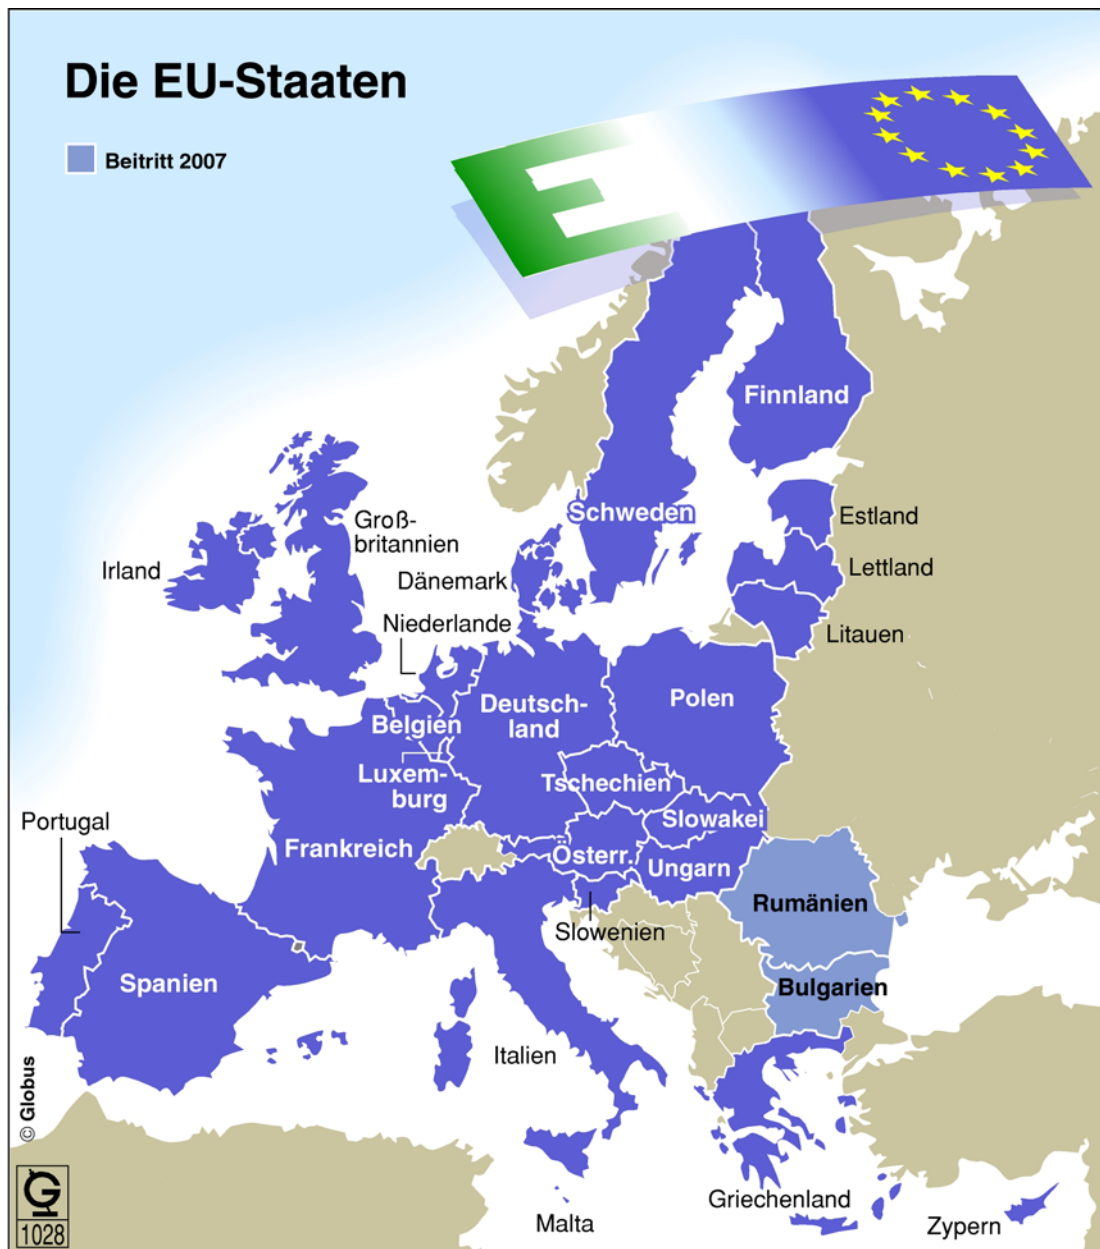 Die EU-Staaten
Beitritt 2007
E
Finnland
Schweden
Estland
Groß-
britannien
Irland
Lettland
Dänemark
Niederlande
Litauen
Polen
Deutsch-
land
Belgien
Luxem-
burg
Tschechien
Slowakei
Portugal
Frankreich
Österr.
Ungarn
Rumänien
Slowenien
Spanien
Bulgarien
Italien
Griechenland
Malta
Zypern
© Globus
G
1028